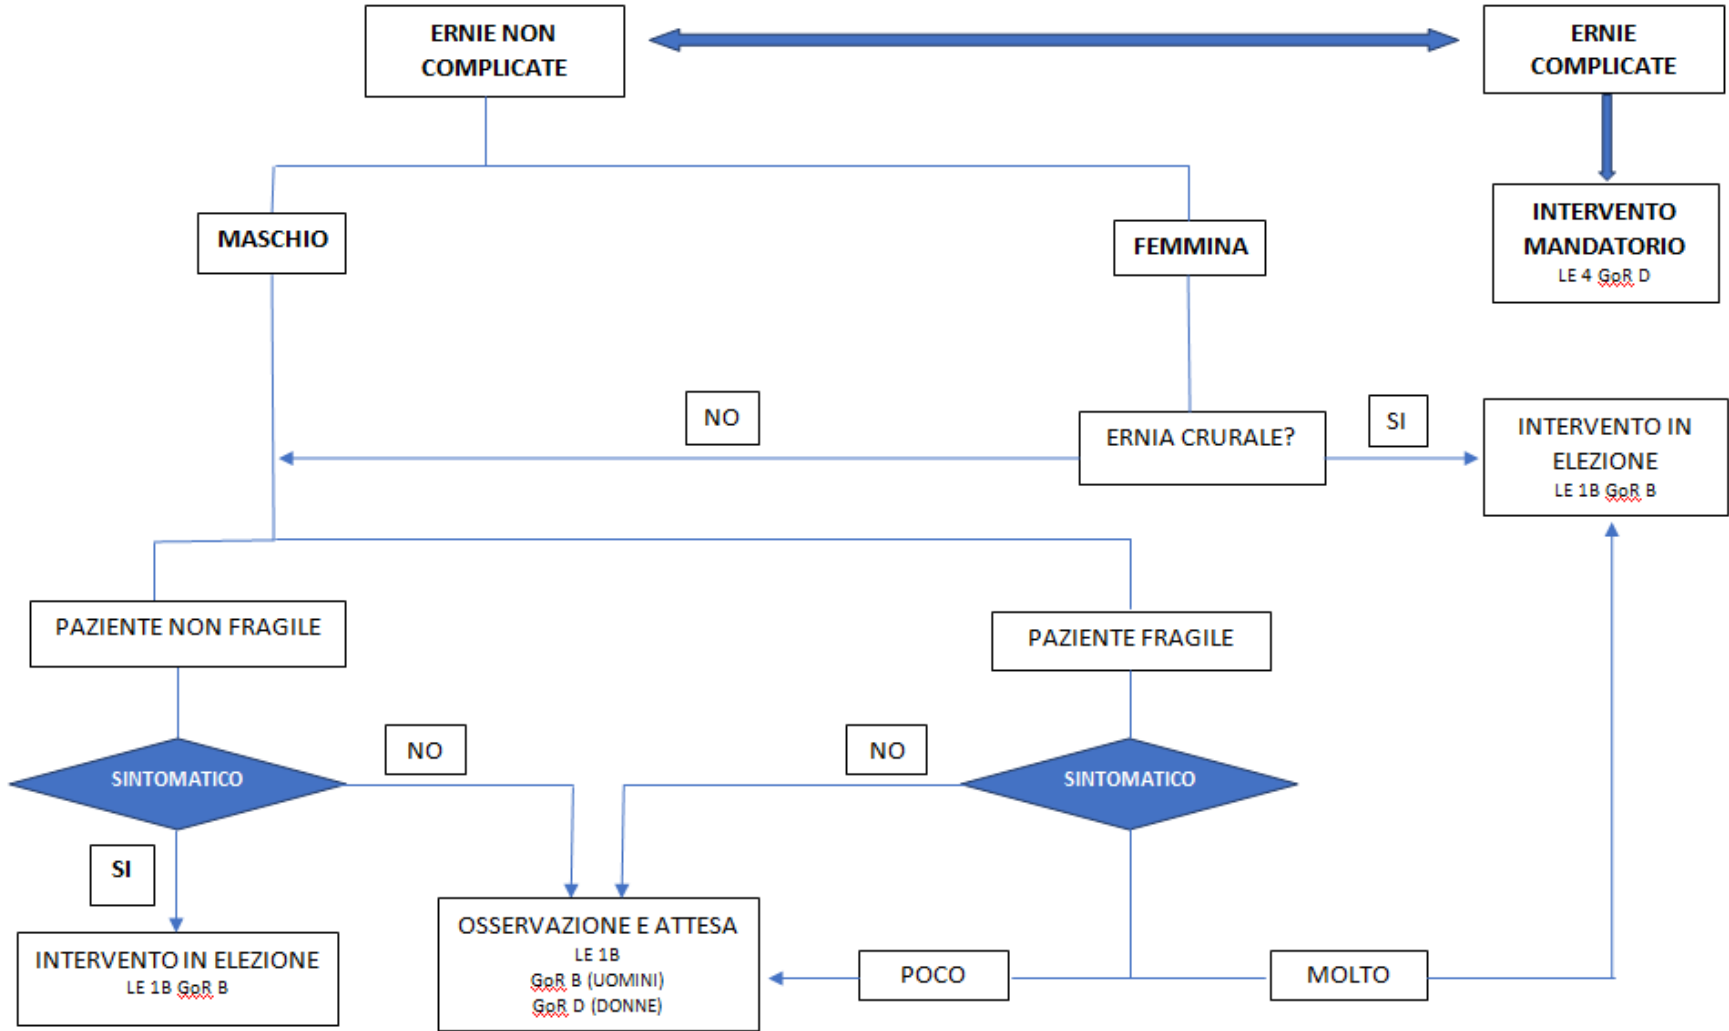 ERNIE NON
COMPLICATE
ERNIE
COMPLICATE
INTERVENTO
MANDATORIO
LE 4 GoR D
MASCHIO
FEMMINA
NO
ERNIA CRURALE?
SI
INTERVENTO IN
ELEZIONE
LE 1B GoR B
PAZIENTE NON FRAGILE
PAZIENTE FRAGILE
SINTOMATICO
NO
NO
SINTOMATICO
SI
INTERVENTO IN ELEZIONE
LE 1B GoR B
OSSERVAZIONE E ATTESA
LE 1B
GoR B (UOMINI)
GoR D (DONNE)
POCO
MOLTO